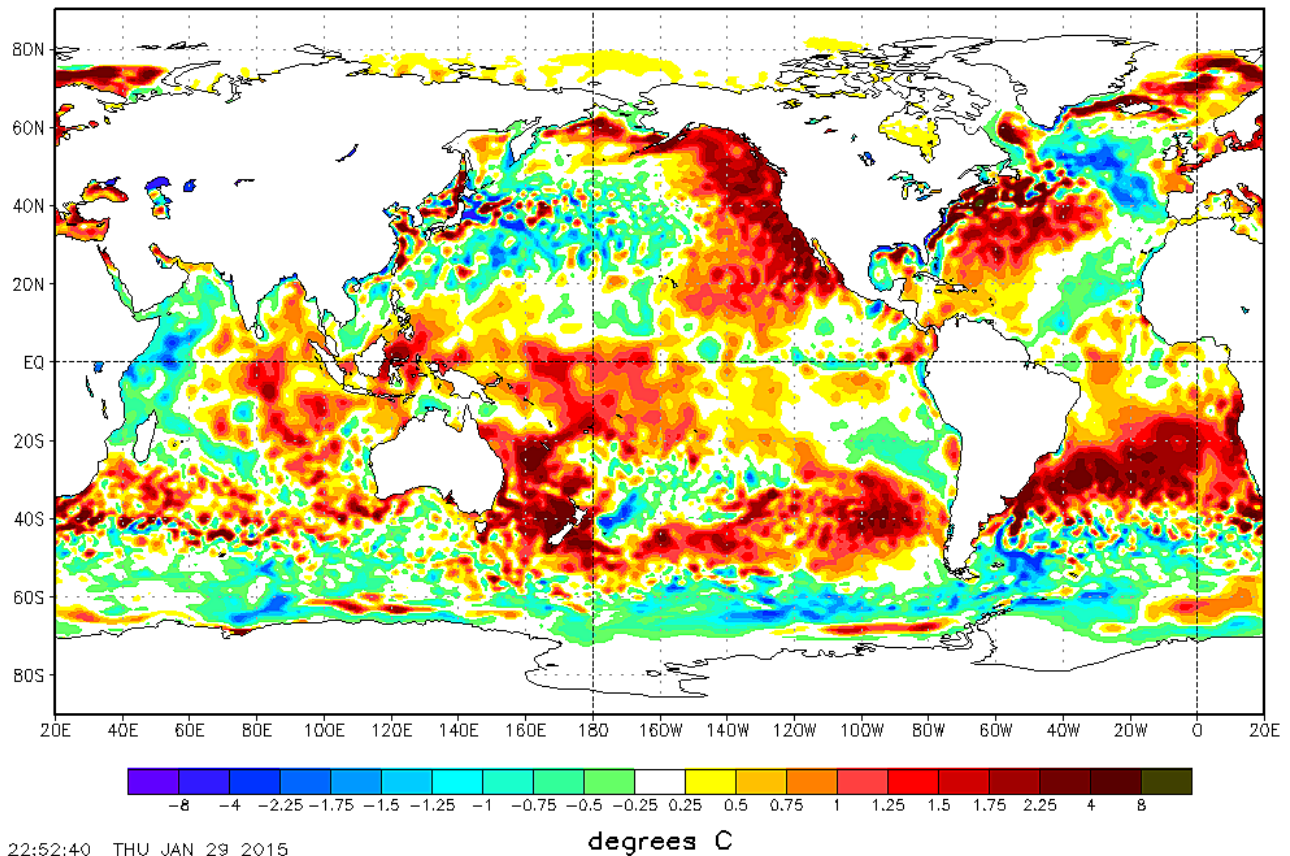 80N
60N
40N
20N
EQ
20S
40S
60S
80S
20E 40E 60E 80E 100E 120E 140E 160E 180 160W 140W 120W 100W 80W 60W 40W 20W 0 20E
-8 -4 -2.25 -1.75 -1.5 -1.25 -1 -0.75 -0.5 -0.25 0.25 0.5 0.75 1 1.25 1.5 1.75 2.25 4 8
degrees C
22:52:40 THU JAN 29 2015